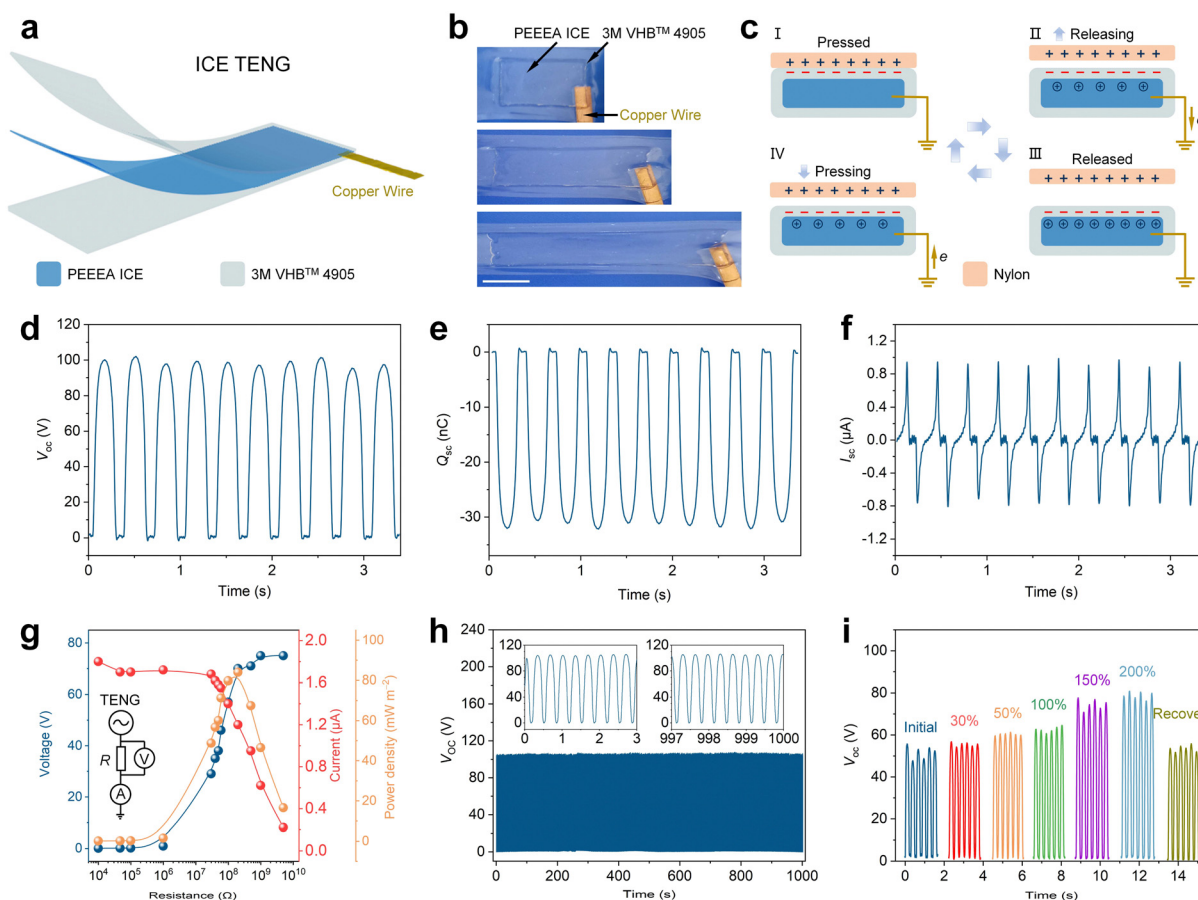 a
ICE TENG
Copper Wire
PEEEA ICE
3M VHB™ 4905
b
PEEEA ICE 3M VHB™ 4905
Copper Wire
c
I
Pressed
II
Releasing
e
IV
Pressing
e
III
Released
Nylon
d
120
100
80
60
40
20
0
Voc (V)
0 1 2 3
Time (s)
e
0
-10
-20
-30
Qsc (nC)
0 1 2 3
Time (s)
f
1.2
0.8
0.4
0.0
-0.4
-0.8
-1.2
Isc (μA)
0 1 2 3
Time (s)
g
80
60
40
20
0
Voltage (V)
TENG
R
V
A
2.0
1.6
1.2
0.8
0.4
0.0
Current (μA)
100
80
60
40
20
0
Power density (mW m⁻²)
10⁴ 10⁵ 10⁶ 10⁷ 10⁸ 10⁹ 10¹⁰
Resistance (Ω)
h
240
200
160
120
80
40
0
VOC (V)
120
80
40
0
0 1 2 3
120
80
40
0
997 998 999 1000
0 200 400 600 800 1000
Time (s)
i
100
80
60
40
20
0
Voc (V)
Initial
30%
50%
100%
150%
200%
Recover
0 2 4 6 8 10 12 14
Time (s)